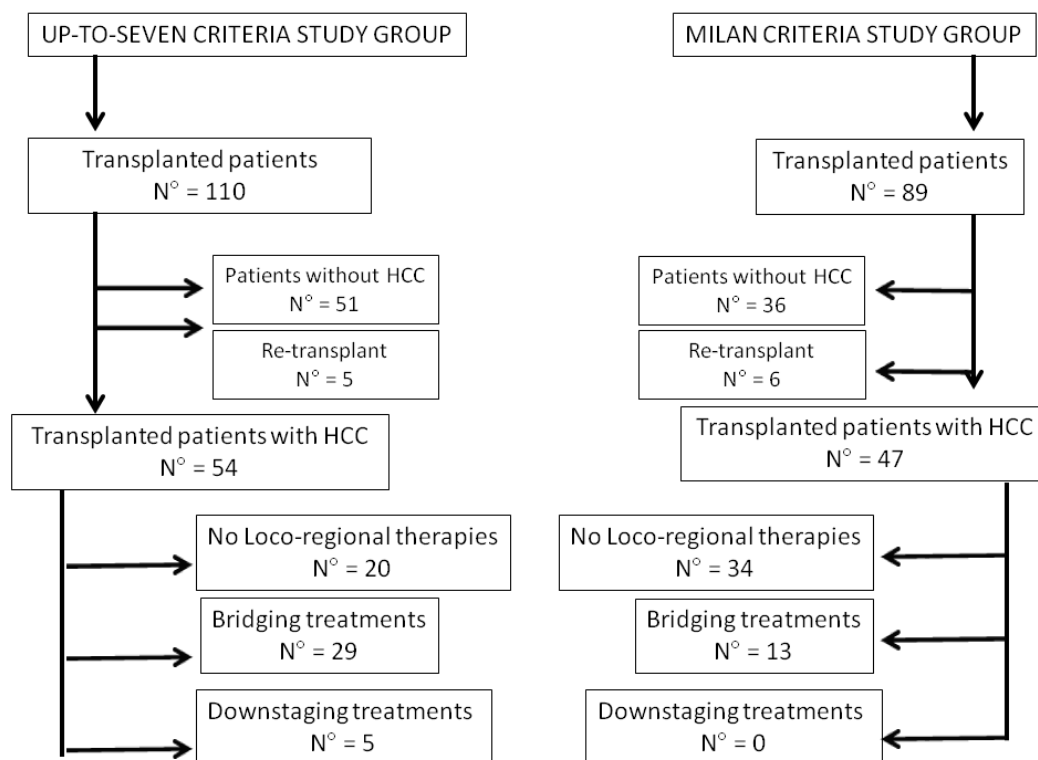 UP-TO-SEVEN CRITERIA STUDY GROUP
Transplanted patients
N° = 110
Patients without HCC
N° = 51
Re-transplant
N° = 5
Transplanted patients with HCC
N° = 54
No Loco-regional therapies
N° = 20
Bridging treatments
N° = 29
Downstaging treatments
N° = 5
MILAN CRITERIA STUDY GROUP
Transplanted patients
N° = 89
Patients without HCC
N° = 36
Re-transplant
N° = 6
Transplanted patients with HCC
N° = 47
No Loco-regional therapies
N° = 34
Bridging treatments
N° = 13
Downstaging treatments
N° = 0